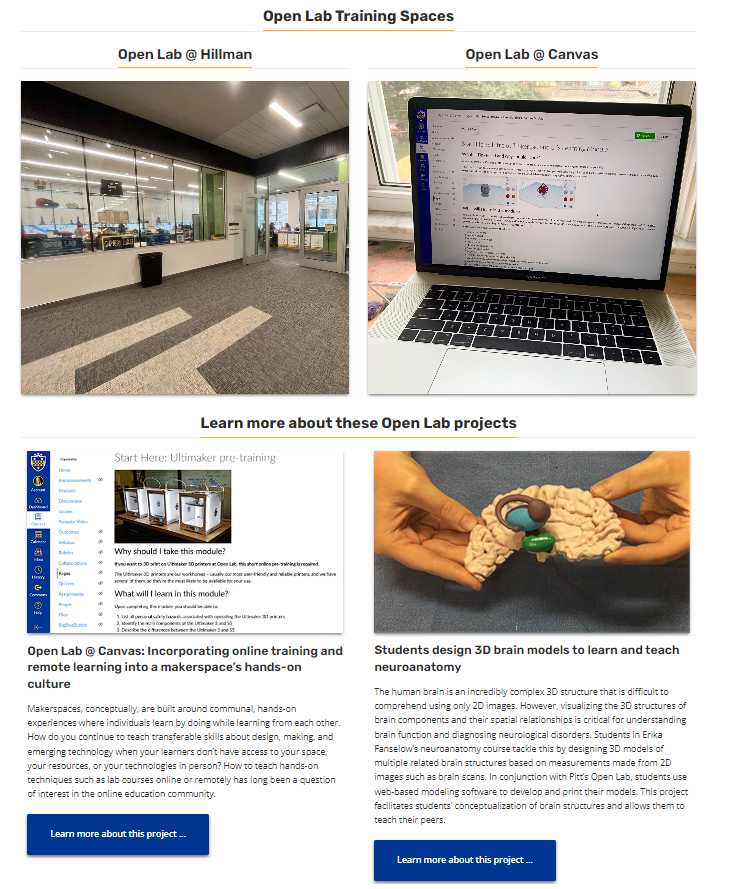 Open Lab Training Spaces
Open Lab @ Hillman
Open Lab @ Canvas
OPEN LAB
OPEN LAB
Learn more about these Open Lab projects
Organization
Home
Announcements
Modules
Discussions
Grades
Panopto Video
Outcomes
Syllabus
Rubrics
Collaborations
Pages
Quizzes
Assignments
People
Files
BigBlueButton
Account
Dashboard
Courses
Calendar
Inbox
History
Commons
Help
Start Here: Ultimaker pre-training
Why should I take this module?
If you want to 3D print on Ultimaker 3D printers at Open Lab, this short online pre-training is required.
The Ultimaker 3D printers are our workhorses – usually our most user-friendly and reliable printers, and we have
several of them, so they're the most likely to be available for your use.
What will I learn in this module?
Upon completing this module, you should be able to:
1. List all personal safety hazards associated with operating the Ultimaker 3D printers
2. Identify the main components of the Ultimaker 3 and S5
3. Describe the differences between the Ultimaker 3 and S5
Open Lab @ Canvas: Incorporating online training and
remote learning into a makerspace's hands-on
culture
Makerspaces, conceptually, are built around communal, hands-on
experiences where individuals learn by doing while learning from each other.
How do you continue to teach transferable skills about design, making, and
emerging technology when your learners don't have access to your space,
your resources, or your technologies in person? How to teach hands-on
techniques such as lab courses online or remotely has long been a question
of interest in the online education community.
Learn more about this project ...
Students design 3D brain models to learn and teach
neuroanatomy
The human brain is an incredibly complex 3D structure that is difficult to
comprehend using only 2D images. However, visualizing the 3D structures of
brain components and their spatial relationships is critical for understanding
brain function and diagnosing neurological disorders. Students in Erika
Fanselow's neuroanatomy course tackle this by designing 3D models of
multiple related brain structures based on measurements made from 2D
images such as brain scans. In conjunction with Pitt's Open Lab, students use
web-based modeling software to develop and print their models. This project
facilitates students' conceptualization of brain structures and allows them to
teach their peers.
Learn more about this project ...